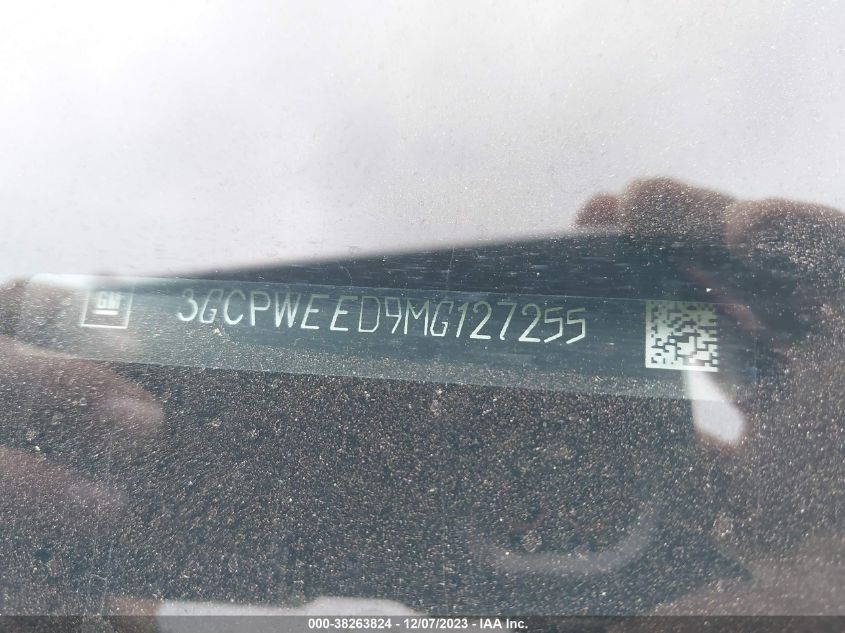 GM
3GCPWEED9MG127255
000-38263824 - 12/07/2023 - IAA Inc.